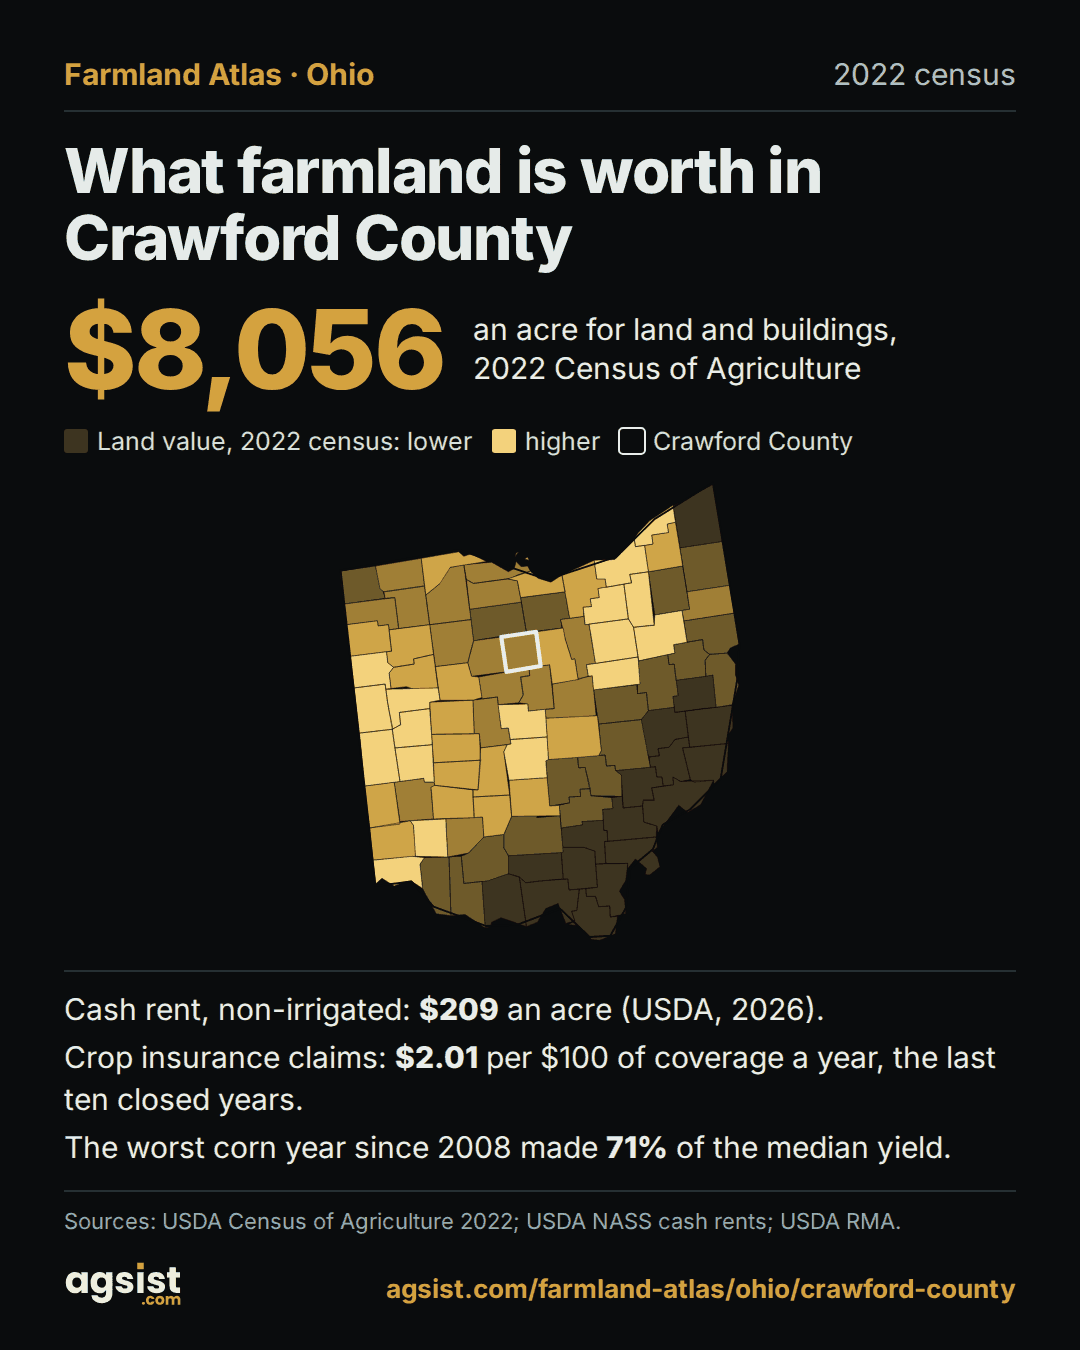 Farmland Atlas · Ohio
2022 census
What farmland is worth in
Crawford County
$8,056
an acre for land and buildings,
2022 Census of Agriculture
Land value, 2022 census: lower
higher
Crawford County
Cash rent, non-irrigated: $209 an acre (USDA, 2026).
Crop insurance claims: $2.01 per $100 of coverage a year, the last
ten closed years.
The worst corn year since 2008 made 71% of the median yield.
Sources: USDA Census of Agriculture 2022; USDA NASS cash rents; USDA RMA.
agsist
.com
agsist.com/farmland-atlas/ohio/crawford-county